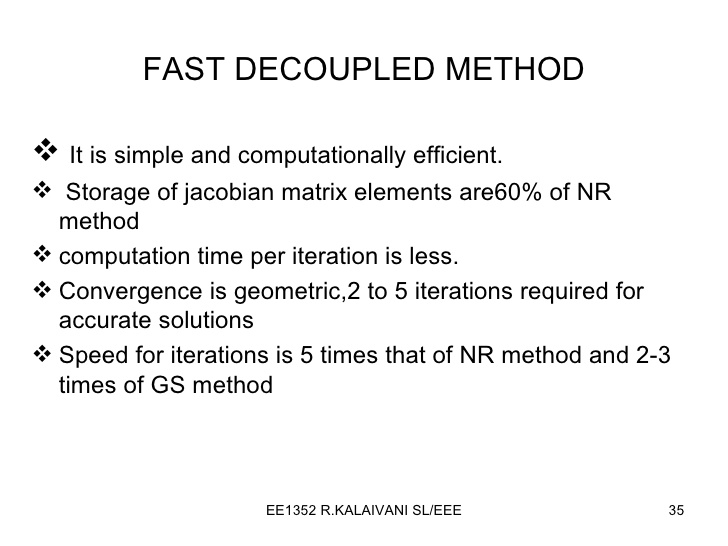 FAST DECOUPLED METHOD
❖ It is simple and computationally efficient.
❖ Storage of jacobian matrix elements are60% of NR
method
❖ computation time per iteration is less.
❖ Convergence is geometric,2 to 5 iterations required for
accurate solutions
❖ Speed for iterations is 5 times that of NR method and 2-3
times of GS method
EE1352 R.KALAIVANI SL/EEE
35